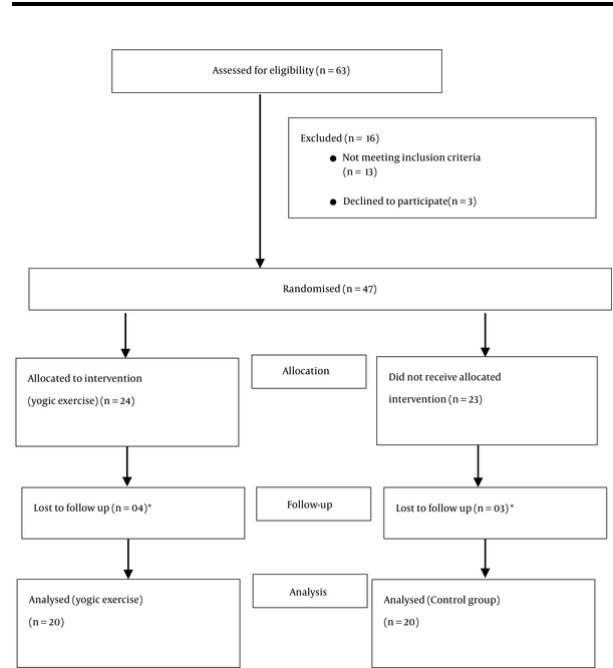 Assessed for eligibility (n = 63)
Excluded (n = 16)
● Not meeting inclusion criteria
(n = 13)
● Declined to participate(n = 3)
Randomised (n = 47)
Allocated to intervention
(yogic exercise) (n = 24)
Allocation
Did not receive allocated
intervention (n = 23)
Lost to follow up (n = 04)*
Follow-up
Lost to follow up (n = 03)*
Analysed (yogic exercise)
(n = 20)
Analysis
Analysed (Control group)
(n = 20)